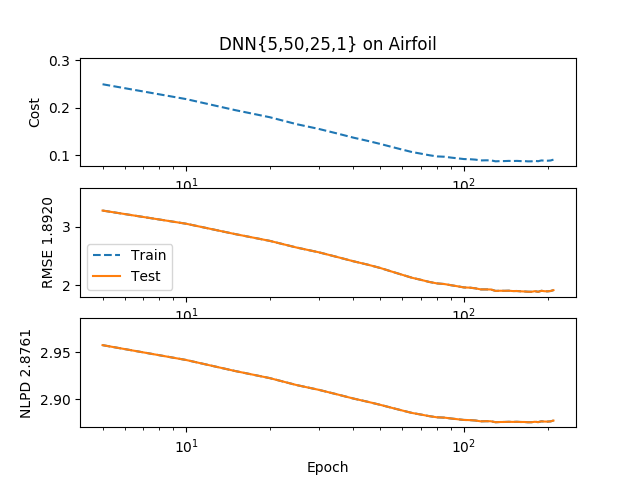 DNN{5,50,25,1} on Airfoil
Cost
0.3
0.2
0.1
10¹ 10²
RMSE 1.8920
3
2
Train
Test
10¹ 10²
NLPD 2.8761
2.95
2.90
10¹ 10²
Epoch